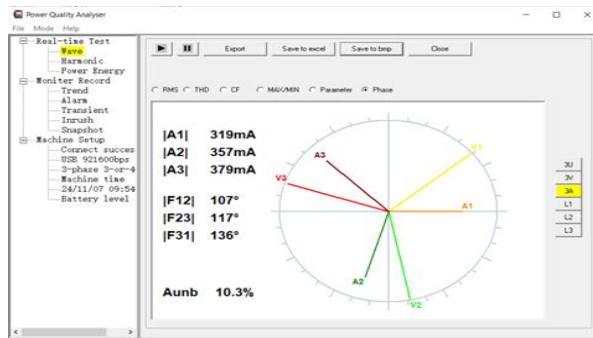 Power Quality Analyser
File Mode Help
Real-time Test
Wave
Harmonic
Power Energy
Moniter Record
Trend
Alarm
Transient
Inrush
Snapshot
Machine Setup
Connect succes
USB 921600bps
3-phase 3-or-4
Machine time
24/11/07 09:54
Battery level
Export Save to excel Save to bmp Close
RMS THD CF MAX/MIN Parameter Phase
|A1| 319mA
|A2| 357mA
|A3| 379mA
|F12| 107°
|F23| 117°
|F31| 136°
Aunb 10.3%
V1
A3
V3
A1
A2
V2
3U
3V
3A
L1
L2
L3